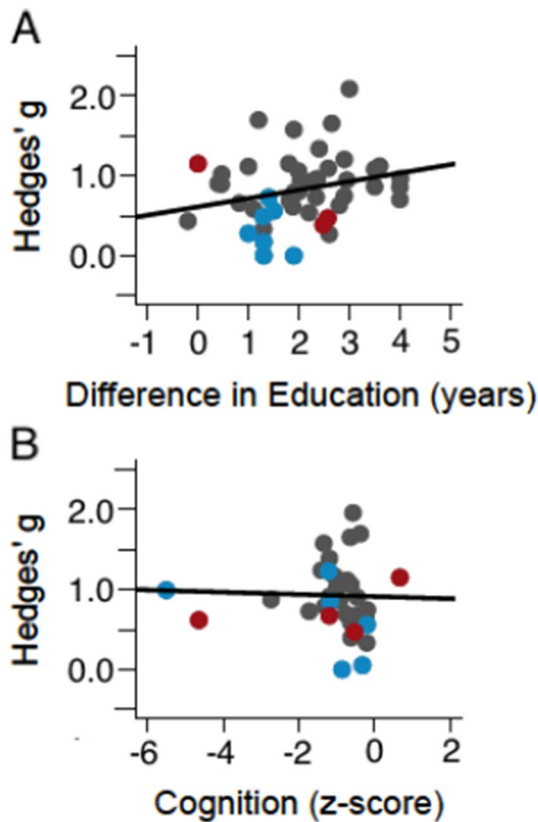 A
Hedges' g
2.0
1.0
0.0
-1 0 1 2 3 4 5
Difference in Education (years)
B
Hedges' g
2.0
1.0
0.0
-6 -4 -2 0 2
Cognition (z-score)